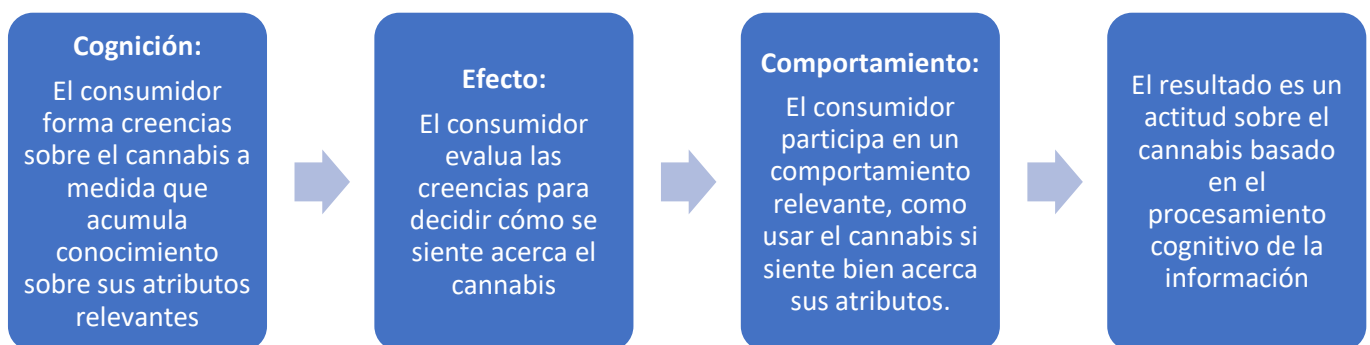 Cognición:
El consumidor
forma creencias
sobre el cannabis a
medida que
acumula
conocimiento
sobre sus atributos
relevantes
Efecto:
El consumidor
evalua las
creencias para
decidir cómo se
siente acerca el
cannabis
Comportamiento:
El consumidor
participa en un
comportamiento
relevante, como
usar el cannabis si
siente bien acerca
sus atributos.
El resultado es un
actitud sobre el
cannabis basado
en el
procesamiento
cognitivo de la
información